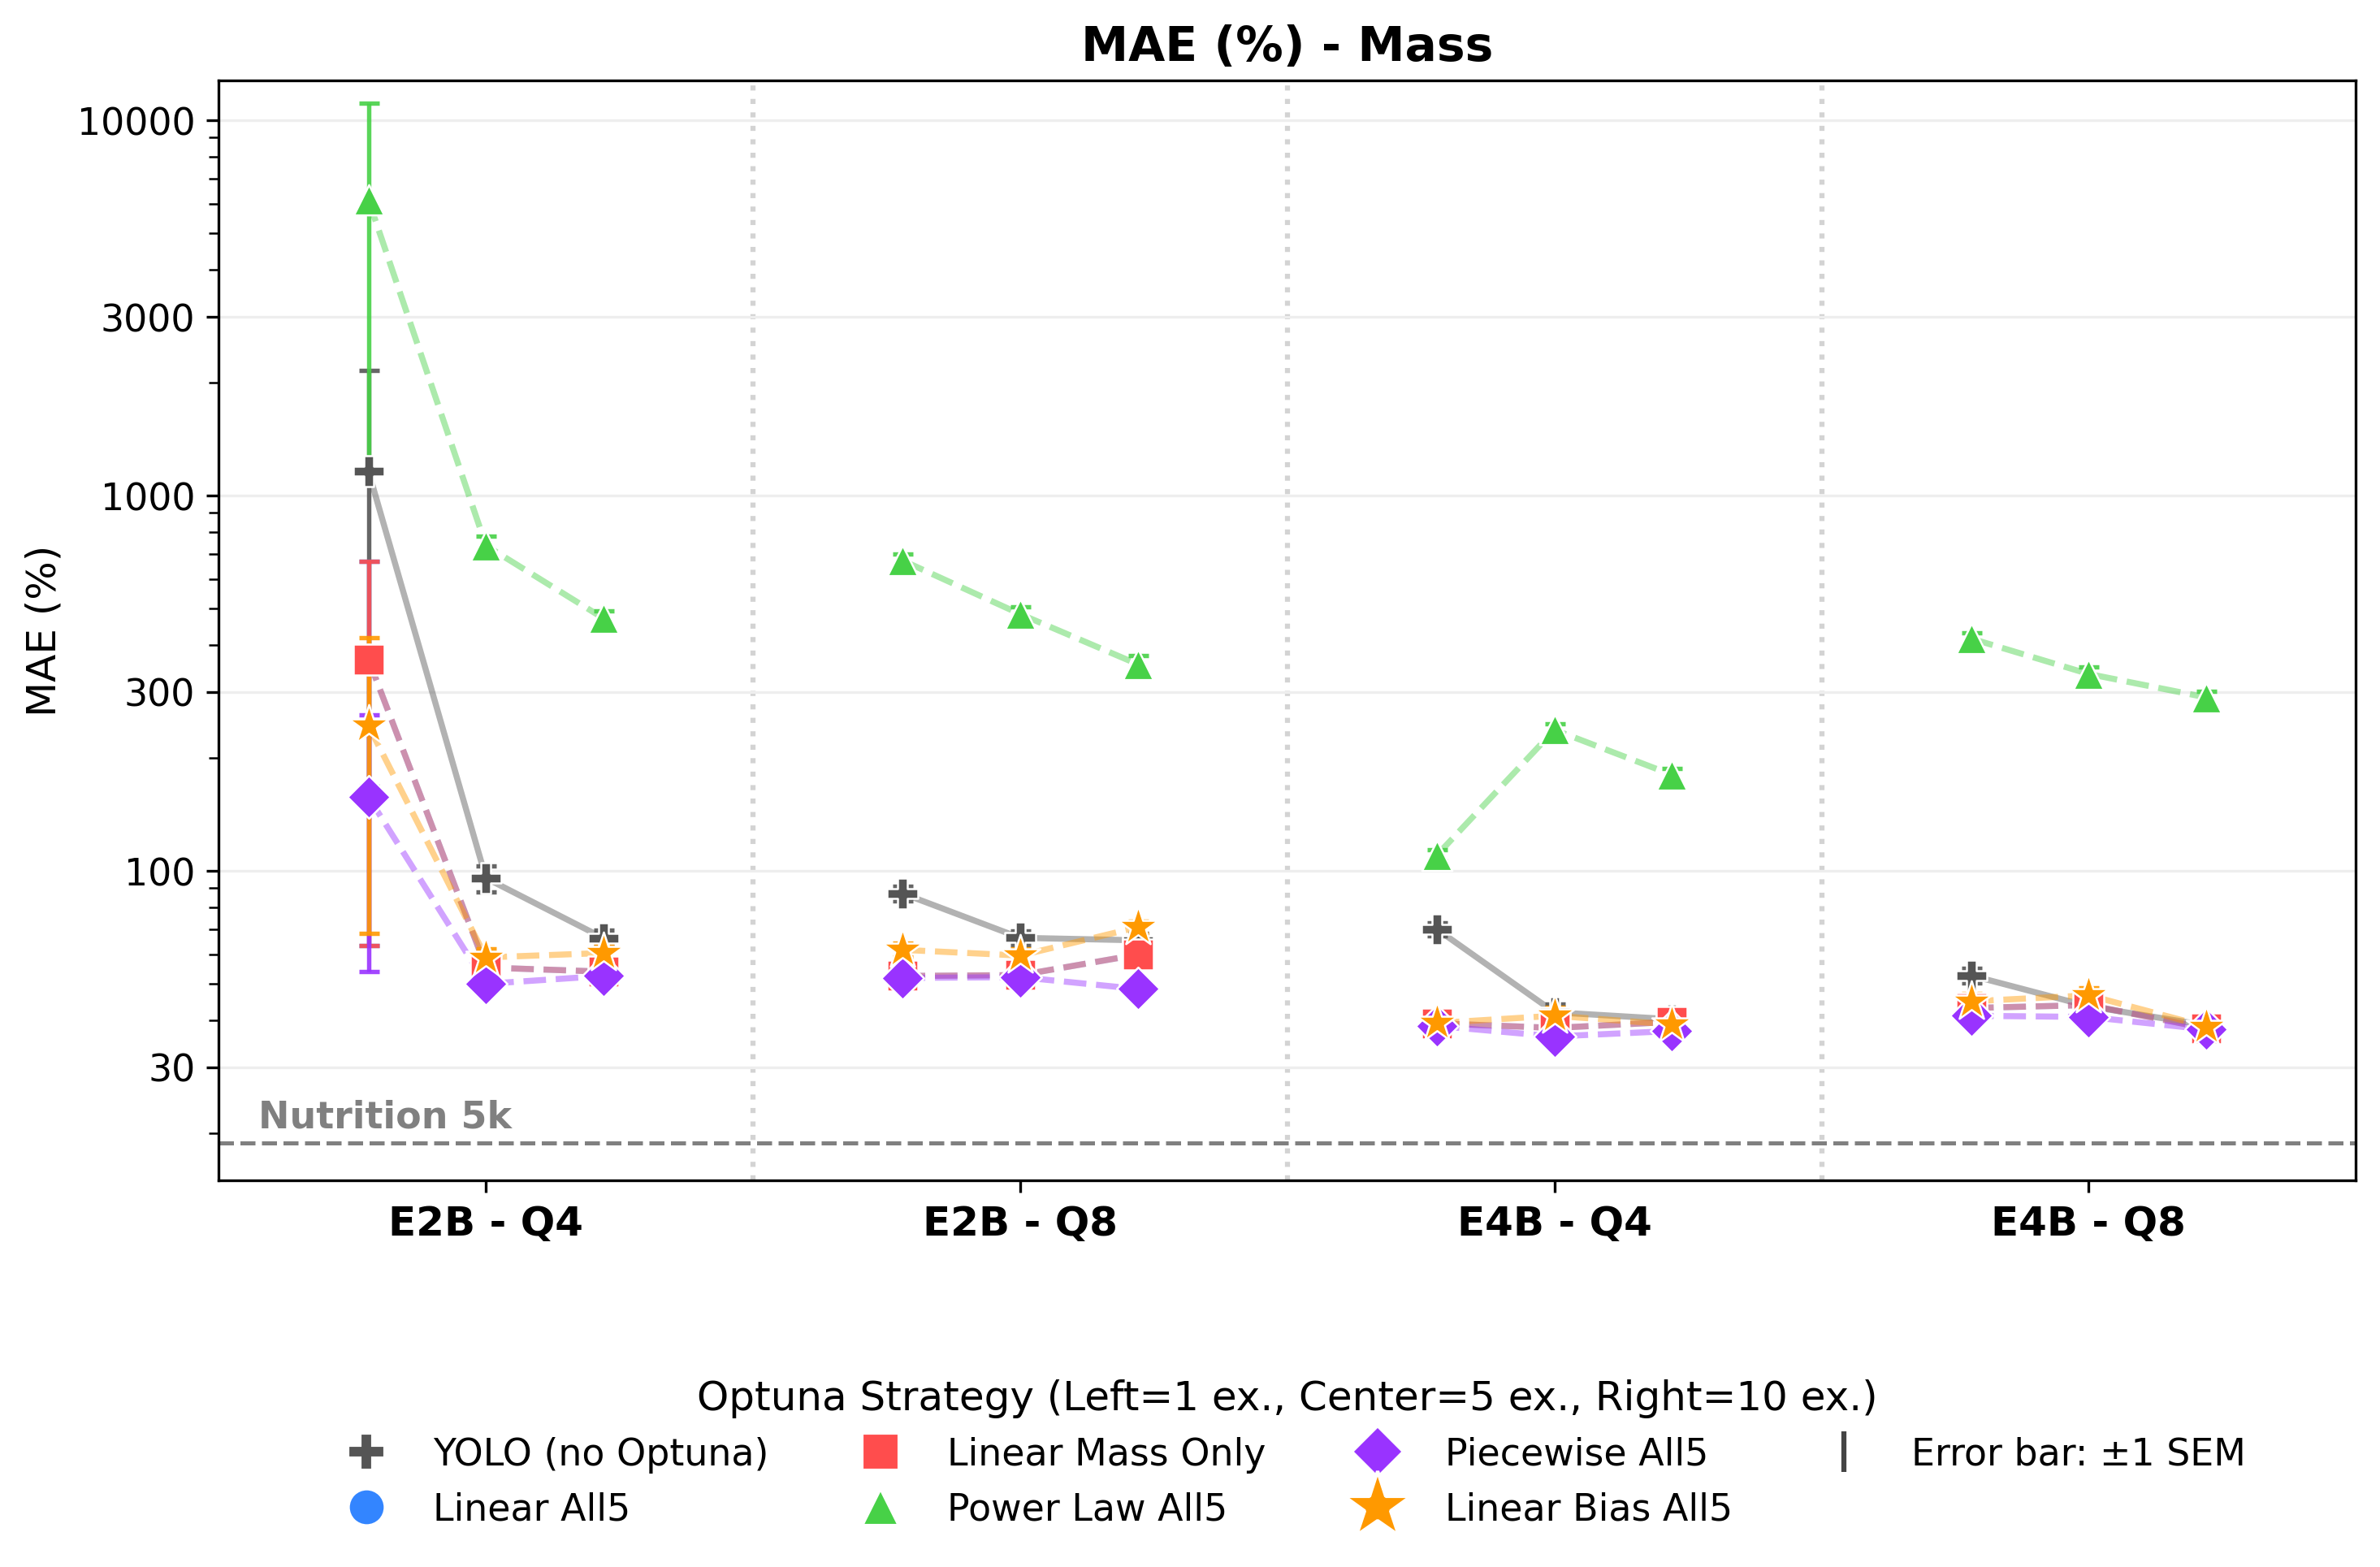 MAE (%) - Mass
MAE (%)
10000
3000
1000
300
100
30
Nutrition 5k
E2B - Q4
E2B - Q8
E4B - Q4
E4B - Q8
Optuna Strategy (Left=1 ex., Center=5 ex., Right=10 ex.)
YOLO (no Optuna)
Linear Mass Only
Piecewise All5
Error bar: ±1 SEM
Linear All5
Power Law All5
Linear Bias All5